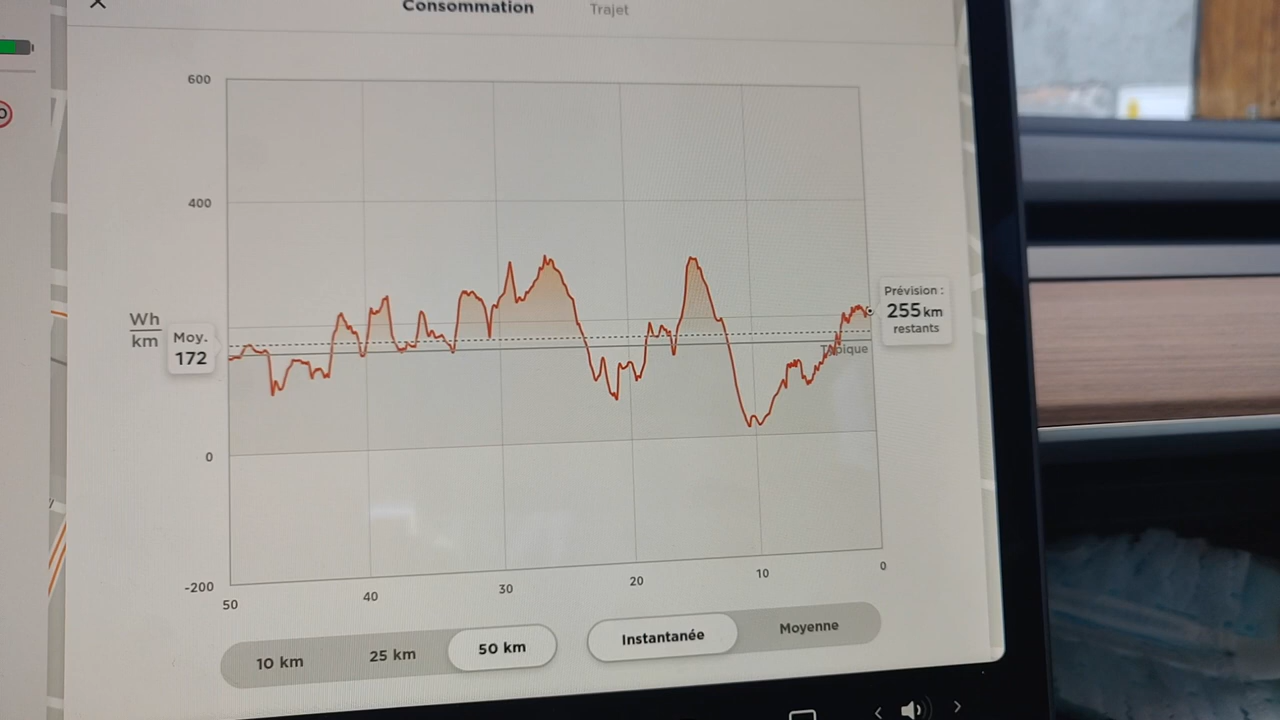 Consommation
Trajet
600
400
Wh
km
Moy.
172
Prévision :
255 km
restants
Typique
0
-200
50
40
30
20
10
0
10 km
25 km
50 km
Instantanée
Moyenne